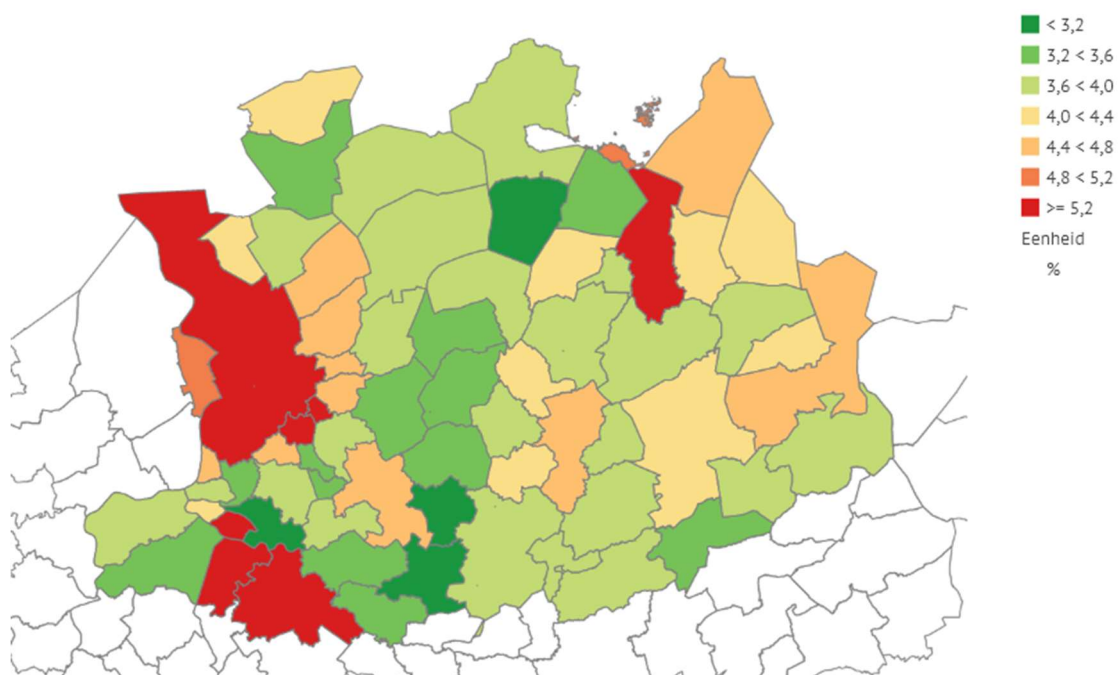 < 3,2
3,2 < 3,6
3,6 < 4,0
4,0 < 4,4
4,4 < 4,8
4,8 < 5,2
>= 5,2
Eenheid
%